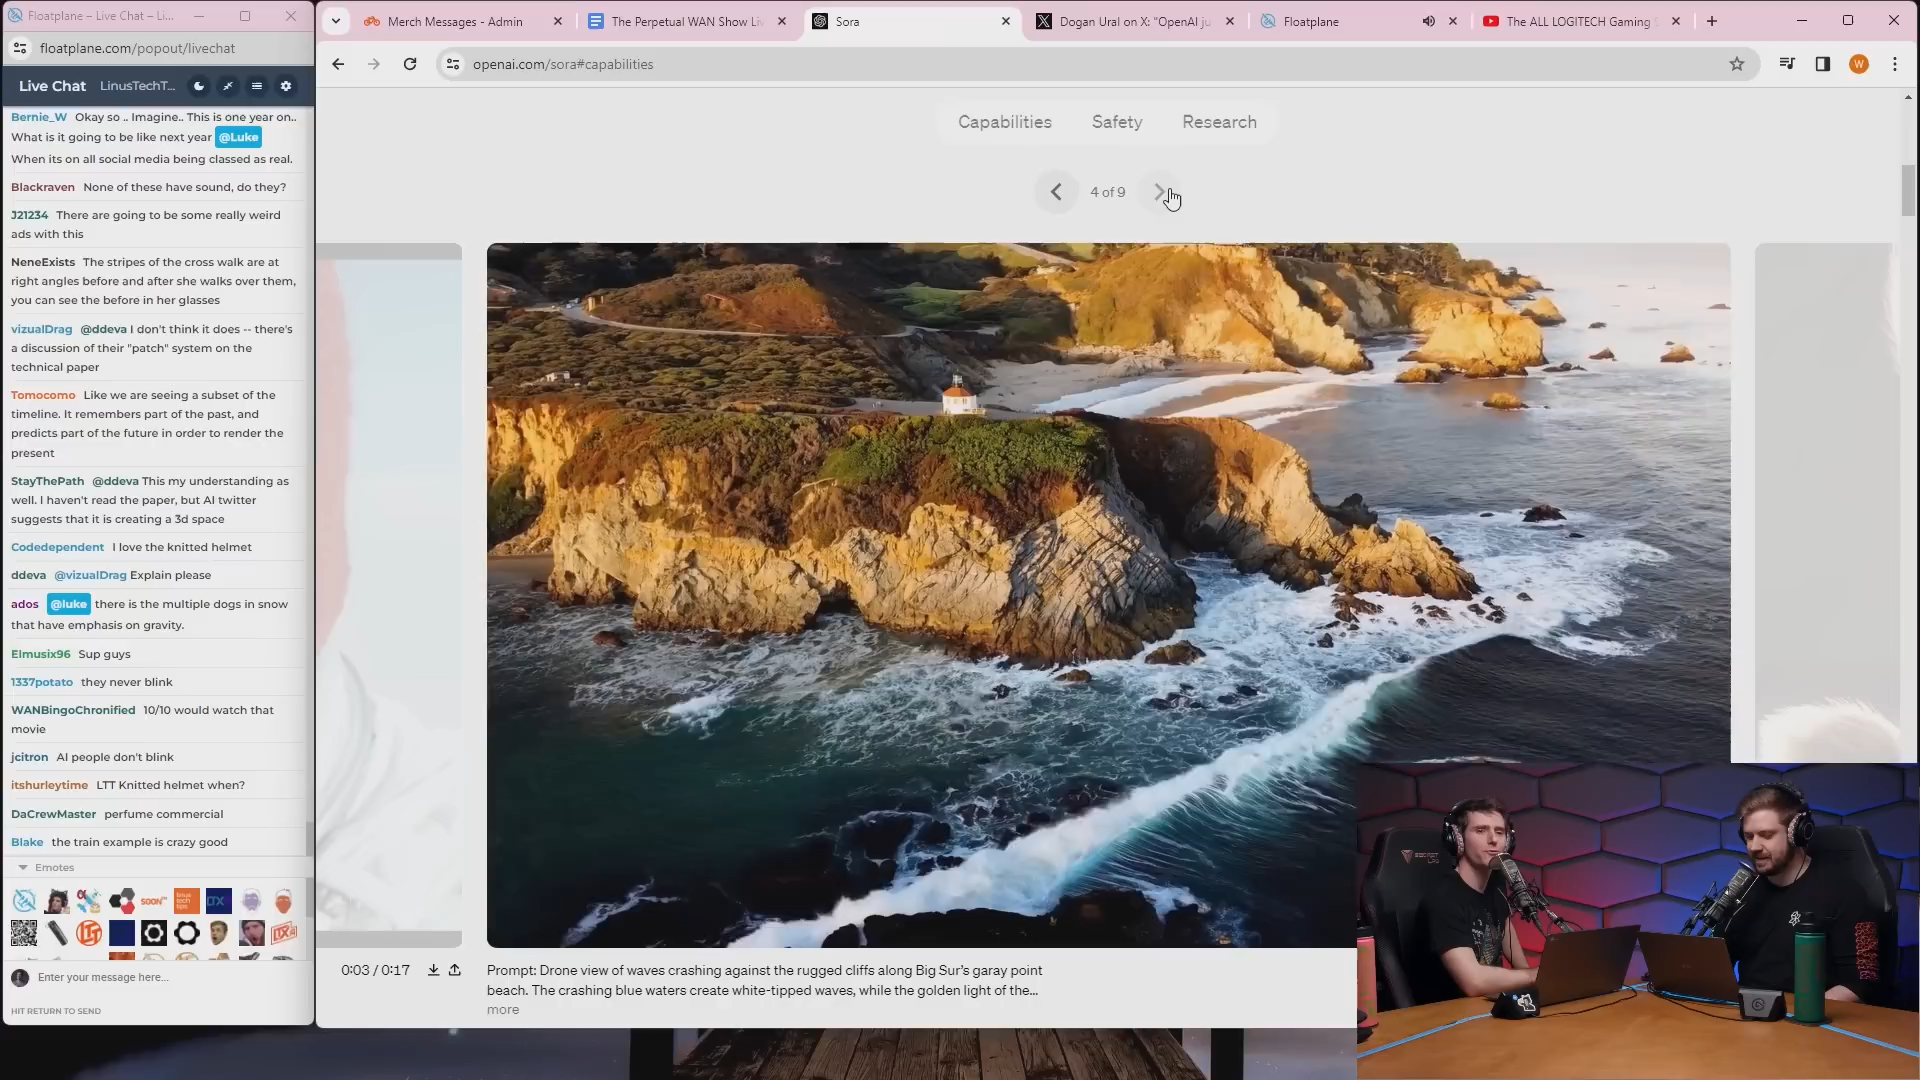 Floatplane – Live Chat – Li...
floatplane.com/popout/livechat
Live Chat LinusTechT...
Bernie_W Okay so .. Imagine.. This is one year on..
What is it going to be like next year @Luke
When its on all social media being classed as real.
Blackraven None of these have sound, do they?
J21234 There are going to be some really weird
ads with this
NeneExists The stripes of the cross walk are at
right angles before and after she walks over them,
you can see the before in her glasses
vizualDrag @ddeva I don't think it does -- there's
a discussion of their "patch" system on the
technical paper
Tomocomo Like we are seeing a subset of the
timeline. It remembers part of the past, and
predicts part of the future in order to render the
present
StayThePath @ddeva This my understanding as
well. I haven't read the paper, but AI twitter
suggests that it is creating a 3d space
Codedependent I love the knitted helmet
ddeva @vizualDrag Explain please
ados @luke there is the multiple dogs in snow
that have emphasis on gravity.
Elmusix96 Sup guys
1337potato they never blink
WANBingoChronified 10/10 would watch that
movie
jcitron AI people don't blink
itshurleytime LTT Knitted helmet when?
DaCrewMaster perfume commercial
Blake the train example is crazy good
Emotes
SOON
Enter your message here...
HIT RETURN TO SEND
Merch Messages - Admin
The Perpetual WAN Show Liv
Sora
Dogan Ural on X: "OpenAI ju
Floatplane
The ALL LOGITECH Gaming S
openai.com/sora#capabilities
W
Capabilities Safety Research
4 of 9
0:03 / 0:17
Prompt: Drone view of waves crashing against the rugged cliffs along Big Sur's garay point
beach. The crashing blue waters create white-tipped waves, while the golden light of the...
more